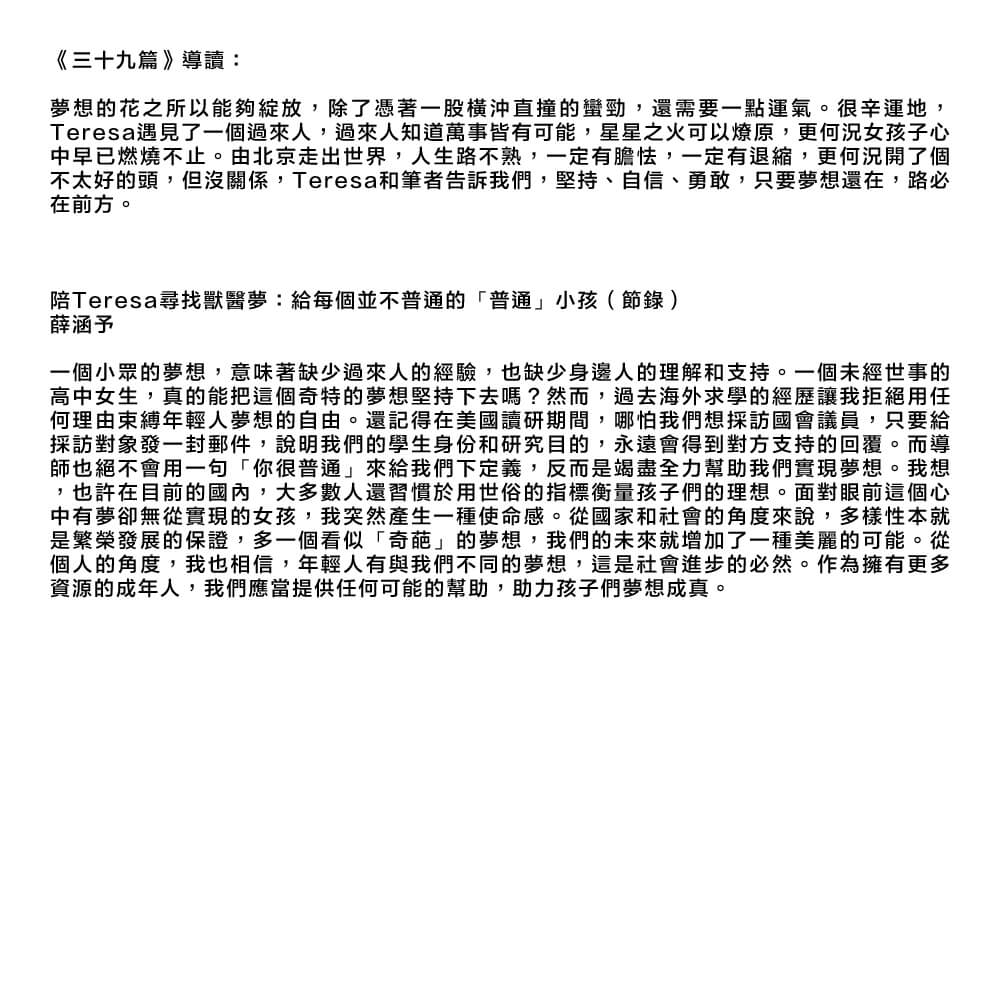 《三十九篇》導讀：
夢想的花之所以能夠綻放，除了憑著一股橫沖直撞的蠻勁，還需要一點運氣。很辛運地，
Teresa遇見了一個過來人，過來人知道萬事皆有可能，星星之火可以燎原，更何況女孩子心
中早已燃燒不止。由北京走出世界，人生路不熟，一定有膽怯，一定有退縮，更何況開了個
不太好的頭，但沒關係，Teresa和筆者告訴我們，堅持、自信、勇敢，只要夢想還在，路必
在前方。
陪Teresa尋找獸醫夢：給每個並不普通的「普通」小孩（節錄）
薛涵予
一個小眾的夢想，意味著缺少過來人的經驗，也缺少身邊人的理解和支持。一個未經世事的
高中女生，真的能把這個奇特的夢想堅持下去嗎？然而，過去海外求學的經歷讓我拒絕用任
何理由束縛年輕人夢想的自由。還記得在美國讀研期間，哪怕我們想採訪國會議員，只要給
採訪對象發一封郵件，說明我們的學生身份和研究目的，永遠會得到對方支持的回覆。而導
師也絕不會用一句「你很普通」來給我們下定義，反而是竭盡全力幫助我們實現夢想。我想
，也許在目前的國內，大多數人還習慣於用世俗的指標衡量孩子們的理想。面對眼前這個心
中有夢卻無從實現的女孩，我突然產生一種使命感。從國家和社會的角度來說，多樣性本就
是繁榮發展的保證，多一個看似「奇葩」的夢想，我們的未來就增加了一種美麗的可能。從
個人的角度，我也相信，年輕人有與我們不同的夢想，這是社會進步的必然。作為擁有更多
資源的成年人，我們應當提供任何可能的幫助，助力孩子們夢想成真。